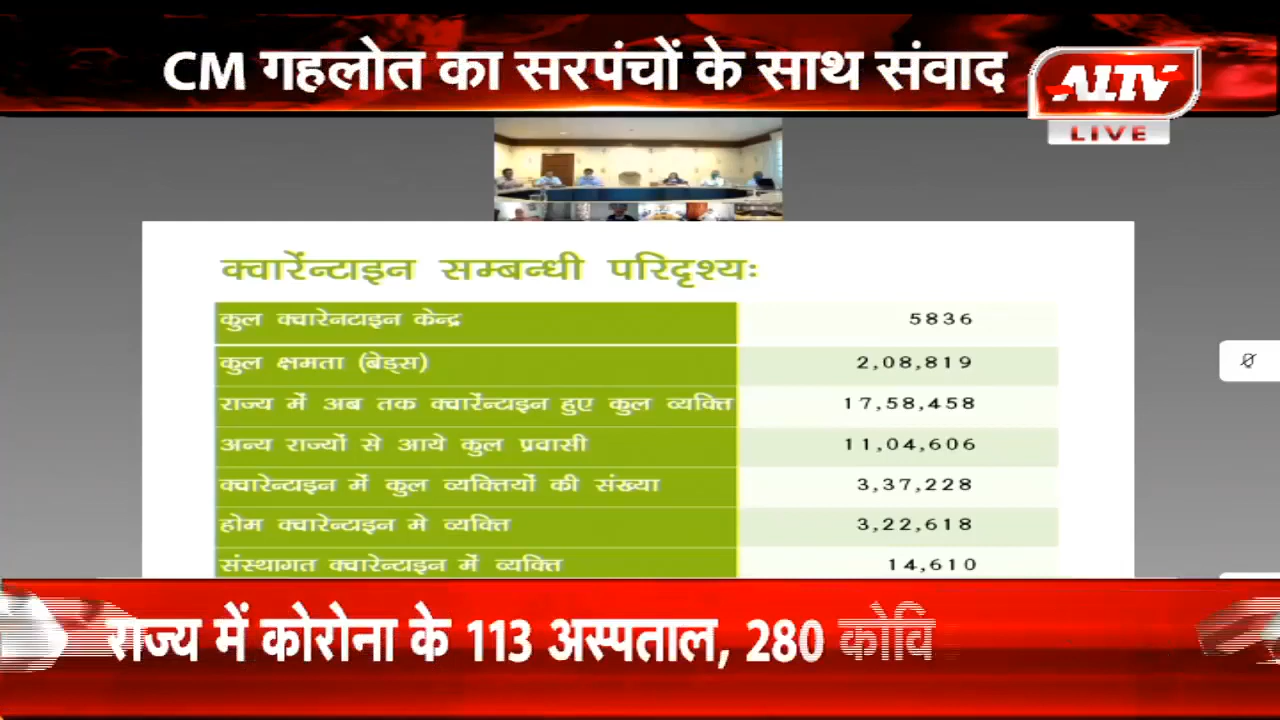 CM गहलोत का सरपंचों के साथ संवाद
ALTV
LIVE
क्वारेंन्टाइन सम्बन्धी परिदृश्यः
कुल क्वारेनटाइन केन्द्र 5836
कुल क्षमता (बेड्स) 2,08,819
राज्य में अब तक क्वारेंन्टाइन हुए कुल व्यक्ति 17,58,458
अन्य राज्यों से आये कुल प्रवासी 11,04,606
क्वारेन्टाइन में कुल व्यक्तियों की संख्या 3,37,228
होम क्वारेन्टाइन मे व्यक्ति 3,22,618
संस्थागत क्वारेन्टाइन में व्यक्ति 14,610
राज्य में कोरोना के 113 अस्पताल, 280 कोवि